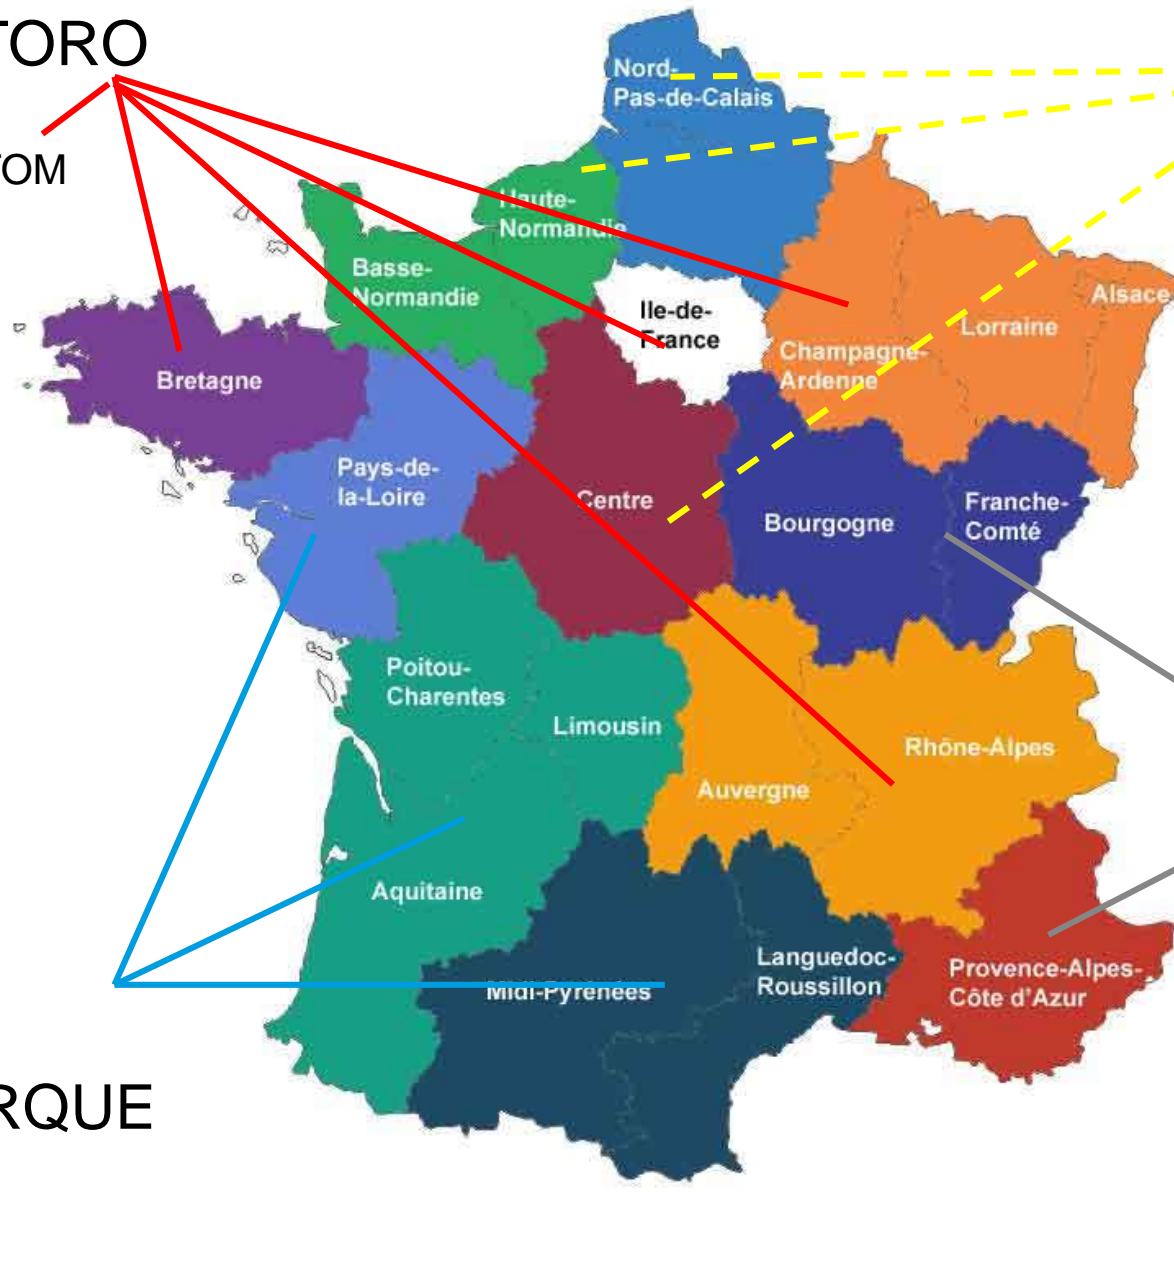 TORO
TOM
Nord-
Pas-de-Calais
Haute-
Normandie
Basse-
Normandie
Ile-de-
France
Alsace
Lorraine
Champagne-
Ardenne
Bretagne
Pays-de-
la-Loire
Centre
Bourgogne
Franche-
Comté
Poitou-
Charentes
Limousin
Rhône-Alpes
Auvergne
Aquitaine
Midi-Pyrénées
Languedoc-
Roussillon
Provence-Alpes-
Côte d'Azur
RQUE